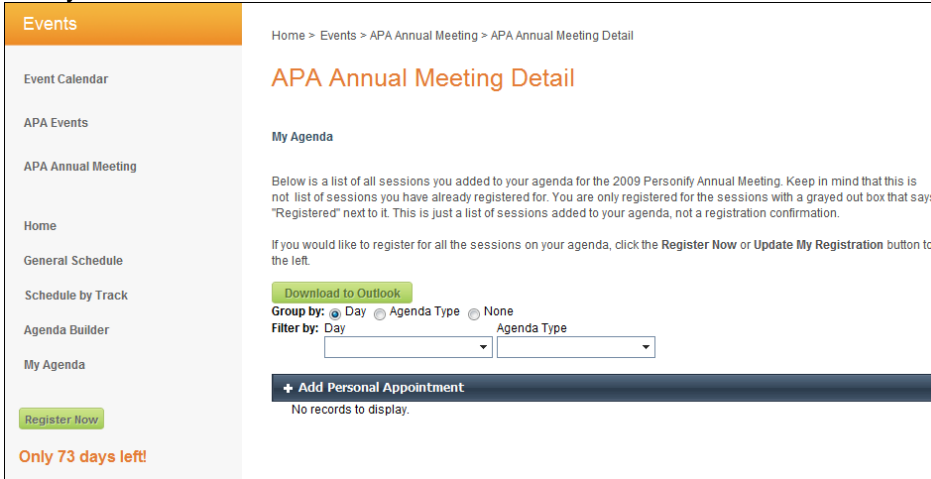 Events
Event Calendar
APA Events
APA Annual Meeting
Home
General Schedule
Schedule by Track
Agenda Builder
My Agenda
Register Now
Only 73 days left!
Home > Events > APA Annual Meeting > APA Annual Meeting Detail
APA Annual Meeting Detail
My Agenda
Below is a list of all sessions you added to your agenda for the 2009 Personify Annual Meeting. Keep in mind that this is
not list of sessions you have already registered for. You are only registered for the sessions with a grayed out box that says
"Registered" next to it. This is just a list of sessions added to your agenda, not a registration confirmation.
If you would like to register for all the sessions on your agenda, click the Register Now or Update My Registration button to
the left.
Download to Outlook
Group by: Day Agenda Type None
Filter by: Day Agenda Type
+ Add Personal Appointment
No records to display.